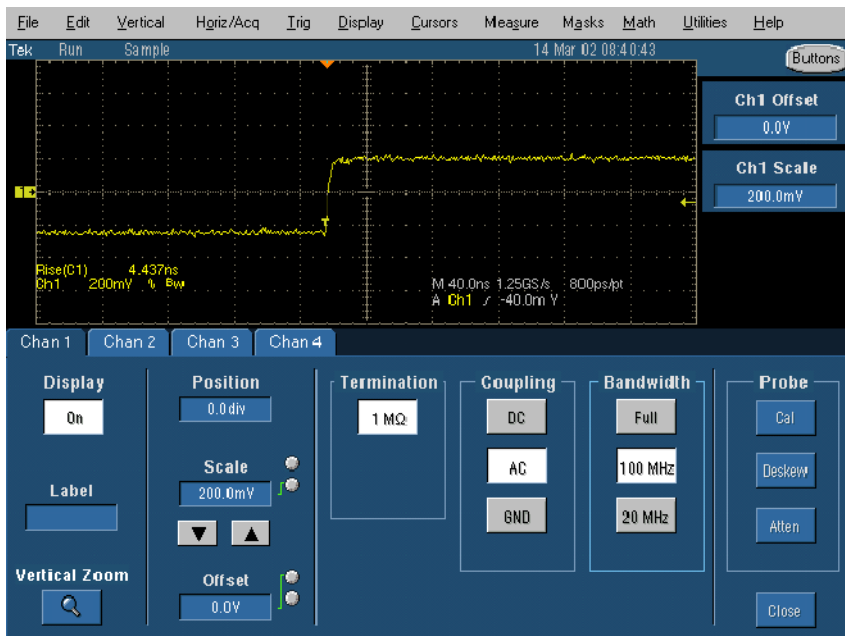 File Edit Vertical Horiz/Acq Trig Display Cursors Measure Masks Math Utilities Help
Tek Run Sample 14 Mar 02 08:40:43
Buttons
Ch1 Offset
0.0V
Ch1 Scale
200.0mV
1
T
Rise(C1) 4.437ns
Ch1 200mV Bw
M 40.0ns 1.25GS/s 800ps/pt
A Ch1 -40.0m V
Chan 1 Chan 2 Chan 3 Chan 4
Display
On
Label
Vertical Zoom
Position
0.0div
Scale
200.0mV
Offset
0.0V
Termination
1 MΩ
Coupling
DC
AC
GND
Bandwidth
Full
100 MHz
20 MHz
Probe
Cal
Deskew
Atten
Close